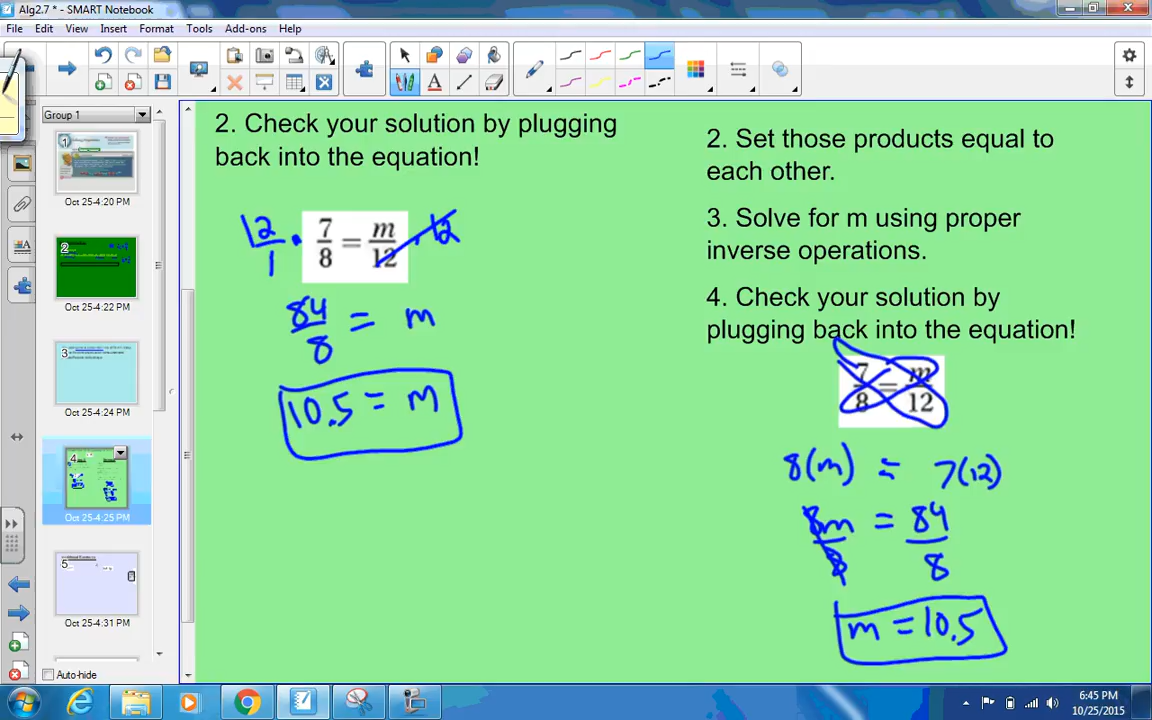 Alg2.7 * - SMART Notebook
File Edit View Insert Format Tools Add-ons Help
Group 1
1
Oct 25-4:20 PM
2
Oct 25-4:22 PM
3
Oct 25-4:24 PM
4
Oct 25-4:25 PM
5
Oct 25-4:31 PM
Auto-hide
2. Check your solution by plugging
back into the equation!
12/1 • 7/8 = m/12 · 12
84/8 = m
10.5 = m
2. Set those products equal to
each other.
3. Solve for m using proper
inverse operations.
4. Check your solution by
plugging back into the equation!
7/8 = m/12
8(m) = 7(12)
8m/8 = 84/8
m = 10.5
6:45 PM
10/25/2015